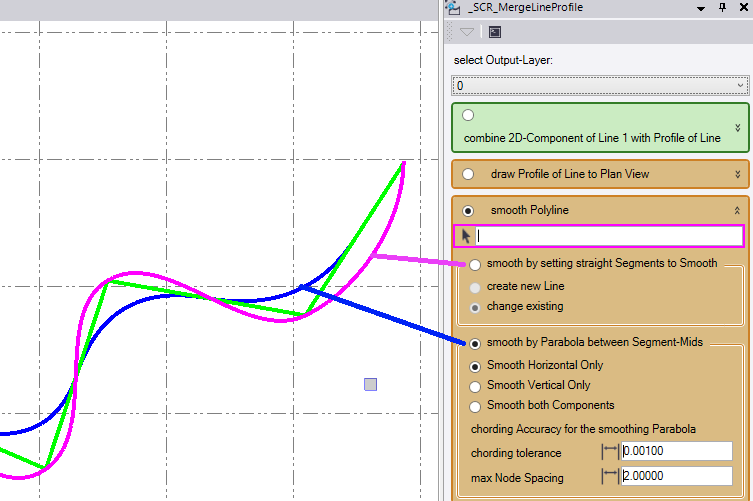 _SCR_MergeLineProfile
select Output-Layer:
0
combine 2D-Component of Line 1 with Profile of Line
draw Profile of Line to Plan View
smooth Polyline
smooth by setting straight Segments to Smooth
create new Line
change existing
smooth by Parabola between Segment-Mids
Smooth Horizontal Only
Smooth Vertical Only
Smooth both Components
chording Accuracy for the smoothing Parabola
chording tolerance 0.00100
max Node Spacing 2.00000